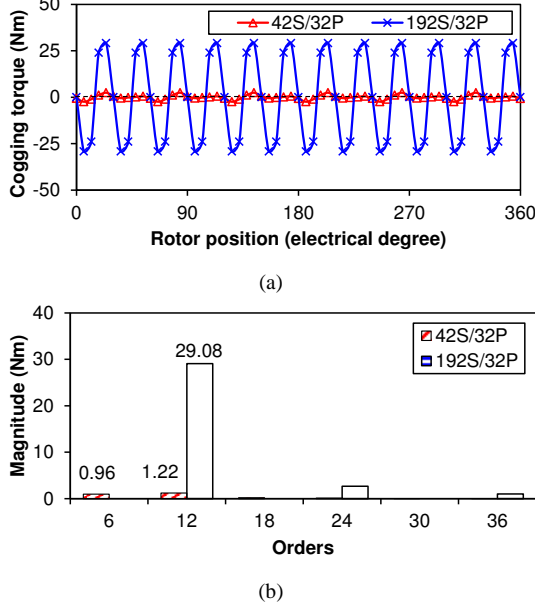 50
42S/32P 192S/32P
25
0
-25
-50
Cogging torque (Nm)
0 90 180 270 360
Rotor position (electrical degree)
(a)
40
30
20
10
0
Magnitude (Nm)
42S/32P
192S/32P
29.08
0.96 1.22
6 12 18 24 30 36
Orders
(b)